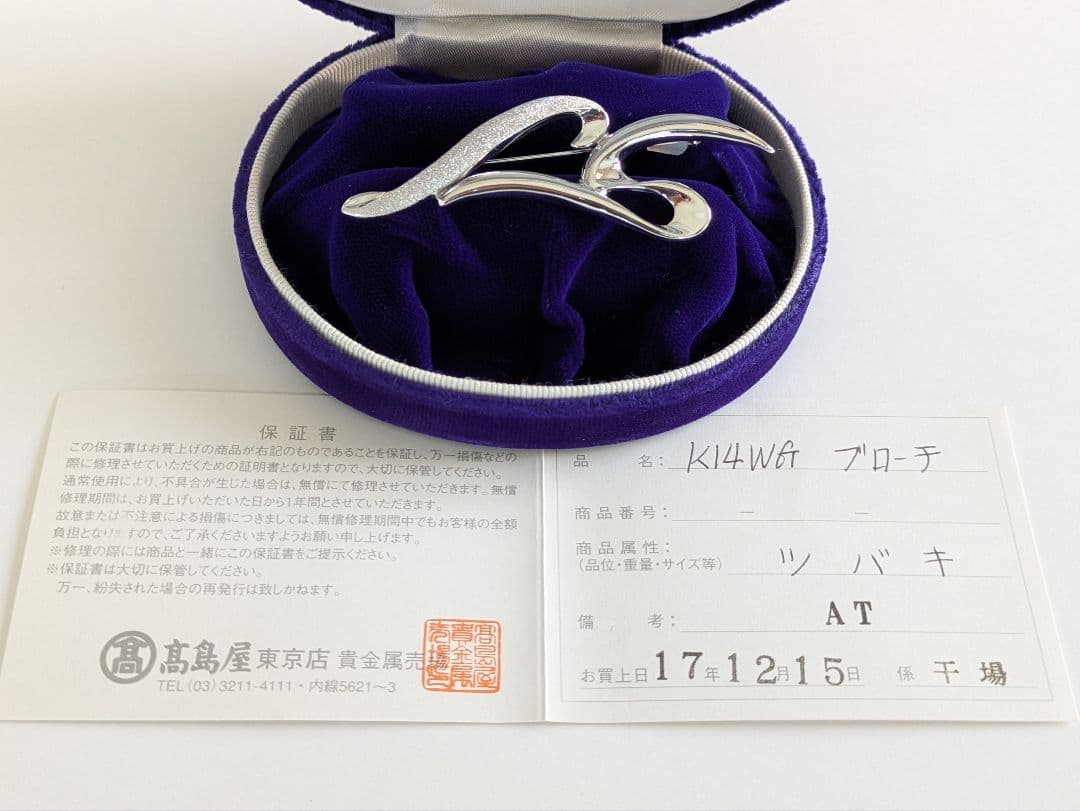 保証書
この保証書はお買上げの商品が右記のものであることを保証し、万一損傷などの
際に修理させていただくための証明書となりますので、大切に保管してください。
通常使用により、不具合が生じた場合は、無償にて修理させていただきます。無償
修理期間は、お買上げいただいた日から1年間とさせていただきます。
故意または不注意による損傷につきましては、無償修理期間中でもお客様の全額
負担となりますので、ご了承くださいますようお願い申し上げます。
※修理の際には商品と一緒にこの保証書をご提示ください。
※保証書は大切に保管してください。
万一、紛失された場合の再発行は致しかねます。
髙 髙島屋 東京店 貴金属売場
TEL(03)3211-4111・内線5621〜3
品名: K14WG ブローチ
商品番号: − −
商品属性:
(品位・重量・サイズ等) ツバキ
備考: AT
お買上日 17年12月15日 係 干場